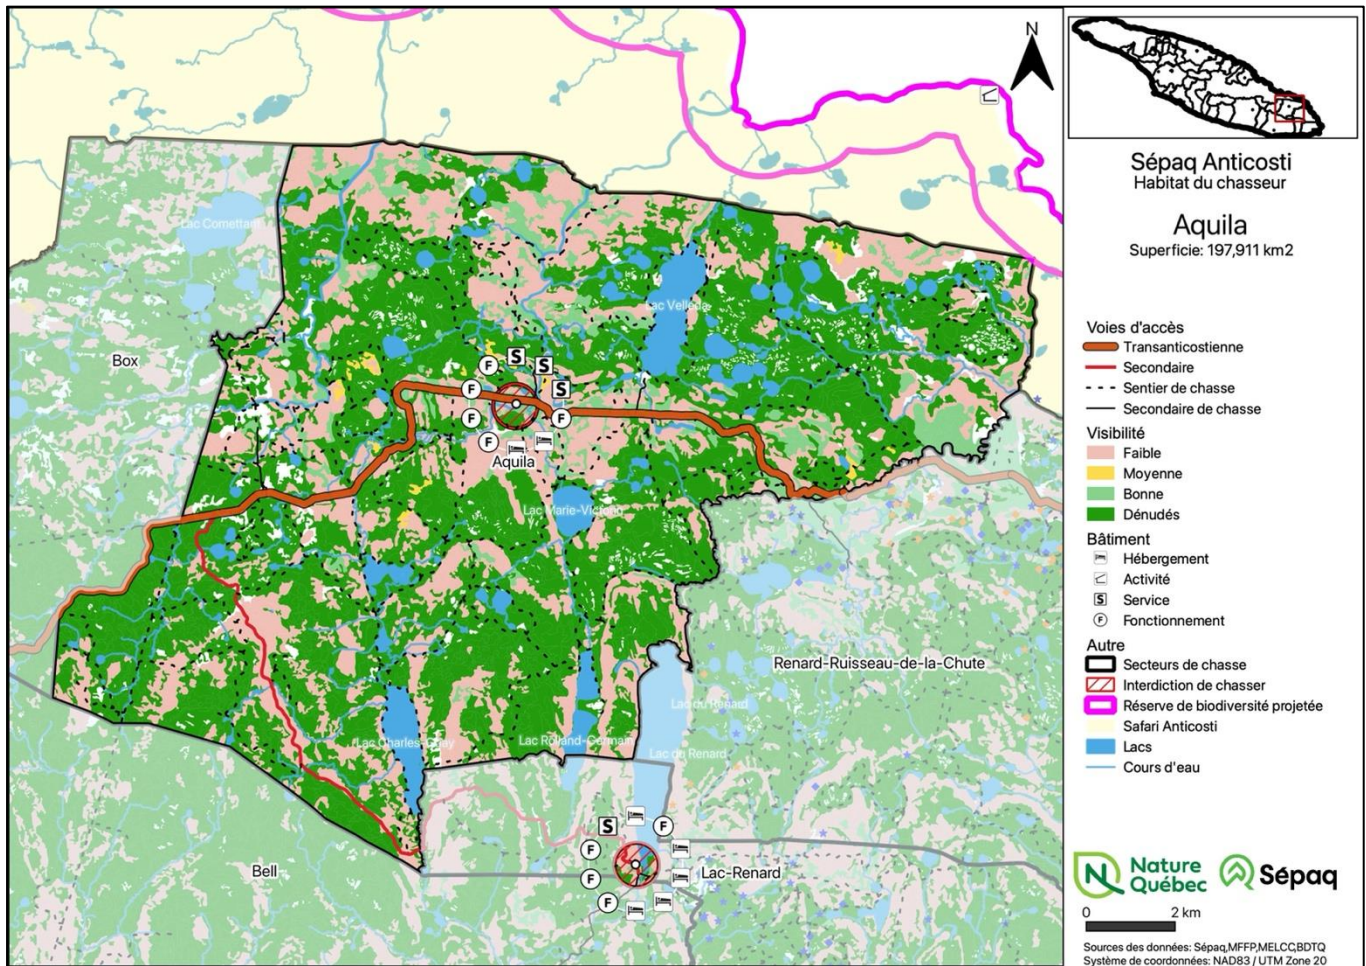 N
Sépaq Anticosti
Habitat du chasseur
Aquila
Superficie: 197,911 km2
Voies d'accès
Transanticostienne
Secondaire
Sentier de chasse
Secondaire de chasse
Visibilité
Faible
Moyenne
Bonne
Dénudés
Bâtiment
Hébergement
Activité
S Service
F Fonctionnement
Autre
Secteurs de chasse
Interdiction de chasser
Réserve de biodiversité projetée
Safari Anticosti
Lacs
Cours d'eau
Nature
Québec
Sépaq
0 2 km
Sources des données: Sépaq,MFFP,MELCC,BDTQ
Système de coordonnées: NAD83 / UTM Zone 20
Lac Comettant
Lac Velleda
Box
F S S
F S
F F
F
Aquila
Lac Marie-Victorin
Renard-Ruisseau-de-la-Chute
Lac du Renard
Lac Charles-Guay
Lac Rolland-Germain
Lac du Renard
S F
F
Bell
F
Lac-Renard
F